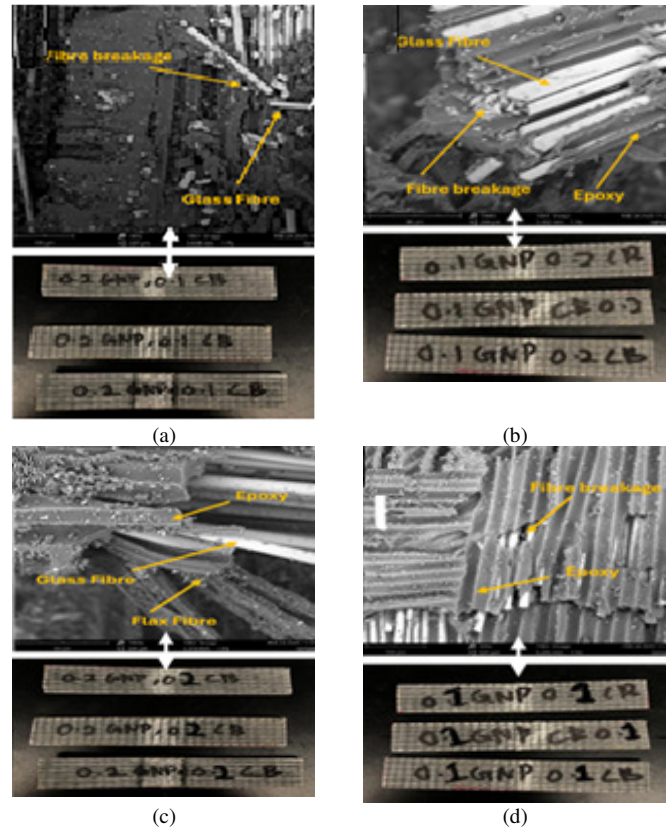 Fibre breakage
Glass Fibre
0.2 GNP, 0.1 CB
0.2 GNP, 0.1 CB
0.2 GNP, 0.1 CB
(a)
Glass Fibre
Fibre breakage
Epoxy
0.1 GNP 0.2 CB
0.1 GNP CB 0.2
0.1 GNP 0.2 CB
(b)
Epoxy
Glass Fibre
Flax Fibre
0.2 GNP, 0.2 CB
0.2 GNP, 0.2 CB
0.2 GNP, 0.2 CB
(c)
Fibre breakage
Epoxy
0.1 GNP 0.1 CB
0.1 GNP CB 0.1
0.1 GNP 0.1 CB
(d)